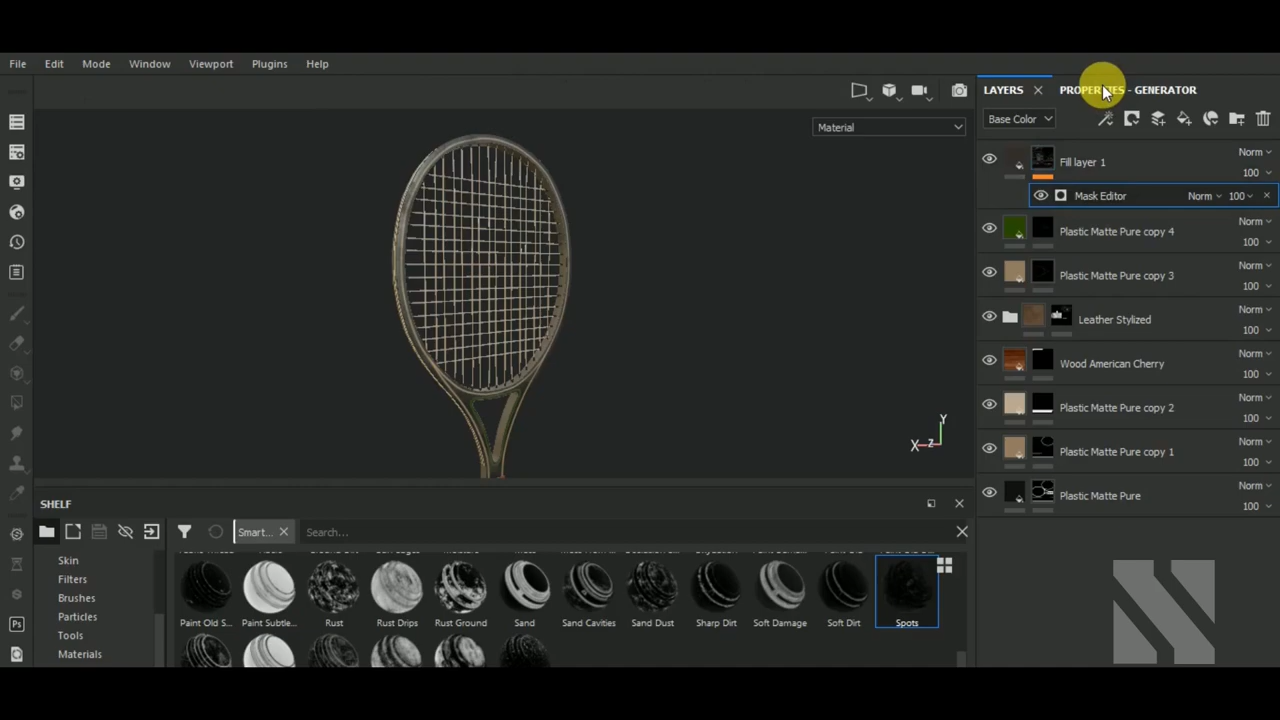 File Edit Mode Window Viewport Plugins Help
LAYERS PROPERTIES - GENERATOR
Base Color
Material
Norm
Fill layer 1
100
Mask Editor Norm 100
Norm
Plastic Matte Pure copy 4
100
Norm
Plastic Matte Pure copy 3
100
Norm
Leather Stylized
100
Norm
Wood American Cherry
100
Norm
Plastic Matte Pure copy 2
100
Norm
Plastic Matte Pure copy 1
100
Norm
Plastic Matte Pure
100
Y
X Z
SHELF
Smart... Search...
Skin
Filters
Brushes
Particles
Tools
Materials
Paint Old S... Paint Subtle... Rust Rust Drips Rust Ground Sand Sand Cavities Sand Dust Sharp Dirt Soft Damage Soft Dirt Spots
Ps